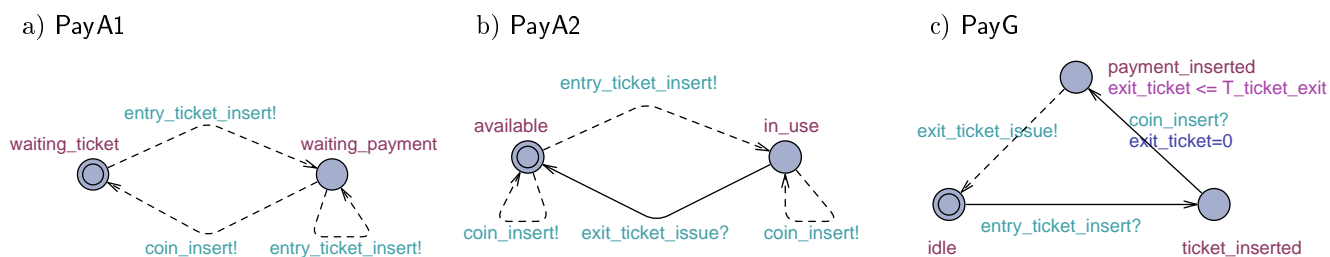 a) PayA1
entry_ticket_insert!
waiting_ticket
waiting_payment
coin_insert!
entry_ticket_insert!
b) PayA2
entry_ticket_insert!
available
in_use
coin_insert!
exit_ticket_issue?
coin_insert!
c) PayG
payment_inserted
exit_ticket <= T_ticket_exit
coin_insert?
exit_ticket_issue!
exit_ticket=0
entry_ticket_insert?
idle
ticket_inserted